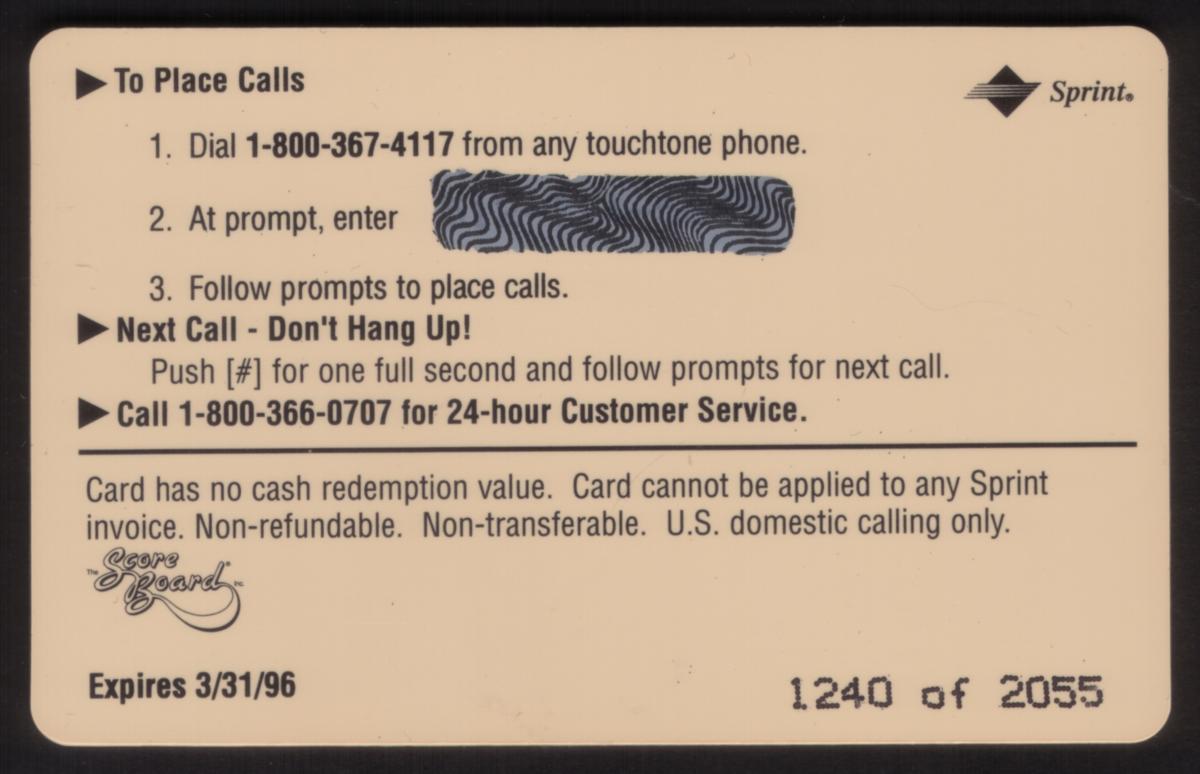 ▶ To Place Calls
Sprint®
1. Dial 1-800-367-4117 from any touchtone phone.
2. At prompt, enter
3. Follow prompts to place calls.
▶ Next Call - Don't Hang Up!
Push [#] for one full second and follow prompts for next call.
▶ Call 1-800-366-0707 for 24-hour Customer Service.
Card has no cash redemption value. Card cannot be applied to any Sprint
invoice. Non-refundable. Non-transferable. U.S. domestic calling only.
The Score
Board® Inc.
Expires 3/31/96
1240 of 2055